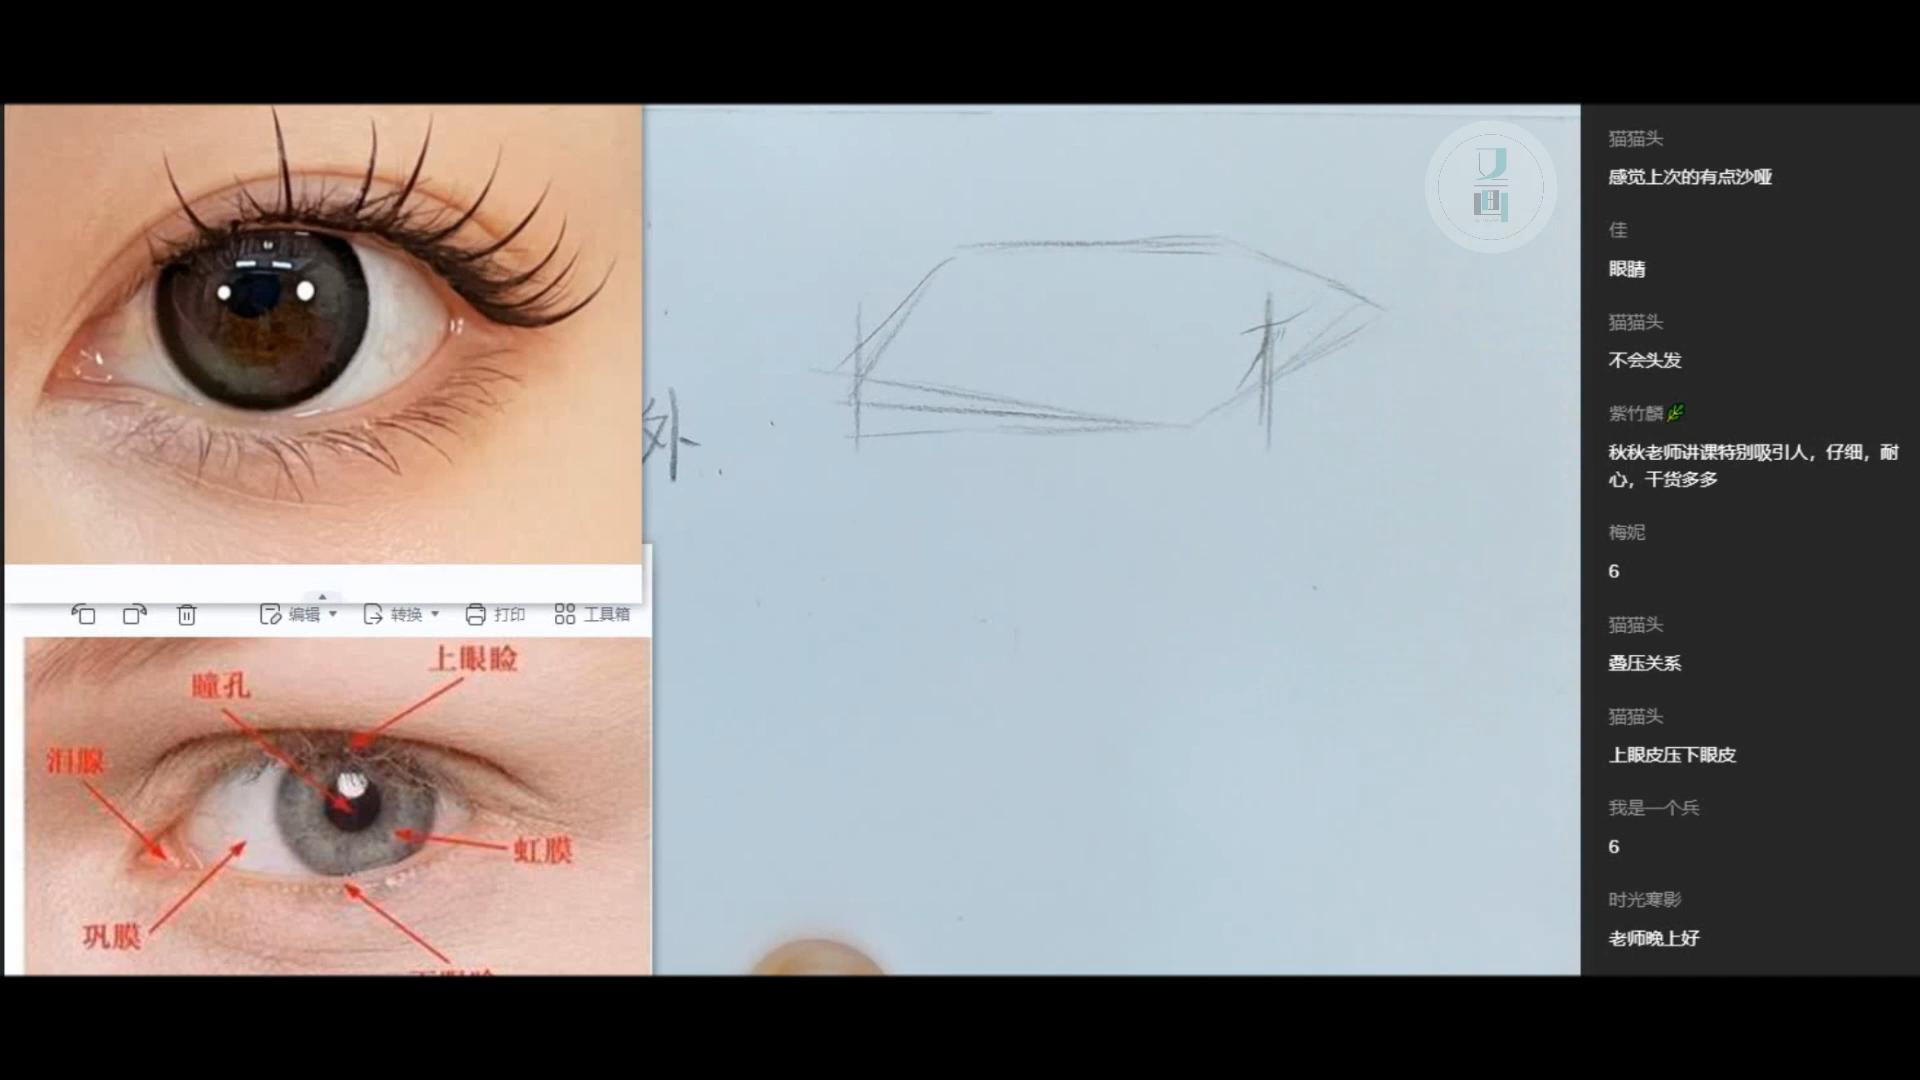 外
编辑
转换
打印
工具箱
上眼睑
瞳孔
泪腺
虹膜
巩膜
猫猫头
感觉上次的有点沙哑
佳
眼睛
猫猫头
不会头发
紫竹麟🌿
秋秋老师讲课特别吸引人，仔细，耐
心，干货多多
梅妮
6
猫猫头
叠压关系
猫猫头
上眼皮压下眼皮
我是一个兵
6
时光寒影
老师晚上好